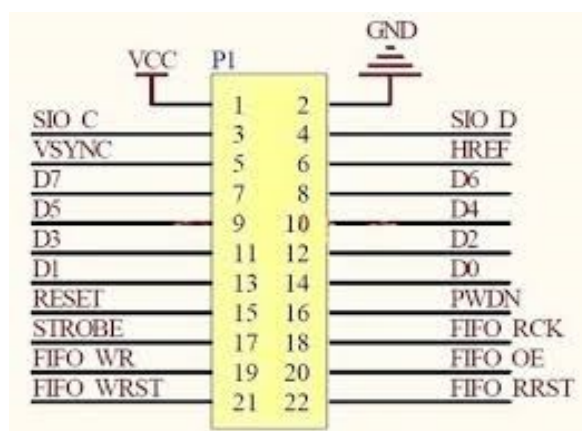 GND
VCC P1
1 2
SIO C 3 4 SIO D
VSYNC 5 6 HREF
D7 7 8 D6
D5 9 10 D4
D3 11 12 D2
D1 13 14 D0
RESET 15 16 PWDN
STROBE 17 18 FIFO RCK
FIFO WR 19 20 FIFO OE
FIFO WRST 21 22 FIFO RRST